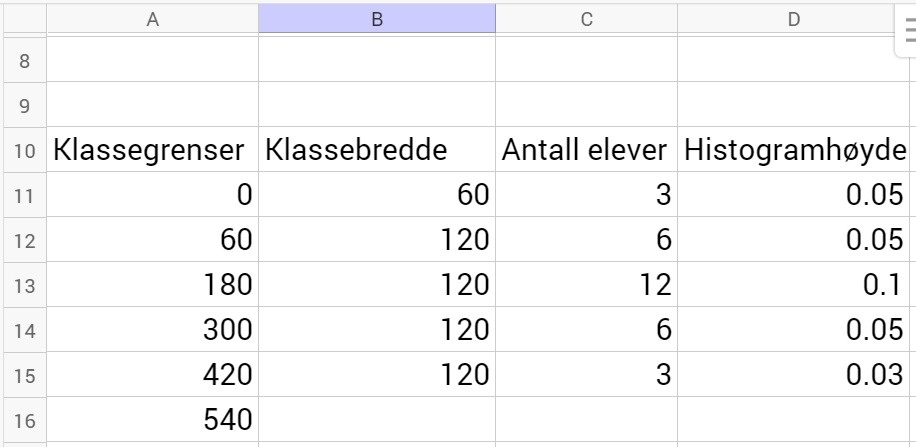 A B C D
8
9
10 Klassegrenser Klassebredde Antall elever Histogramhøyde
11 0 60 3 0.05
12 60 120 6 0.05
13 180 120 12 0.1
14 300 120 6 0.05
15 420 120 3 0.03
16 540